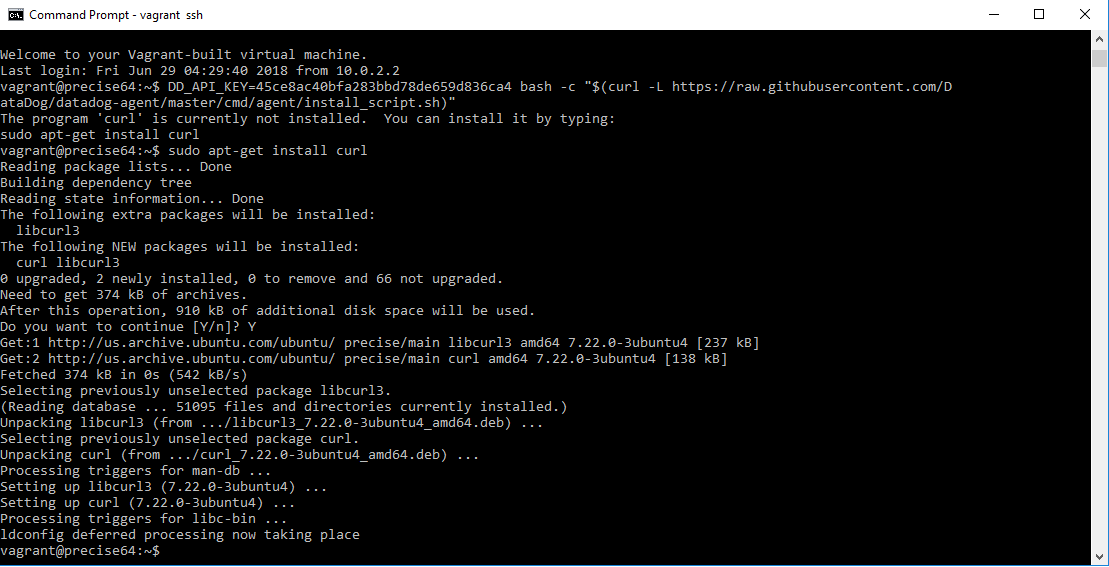 Command Prompt - vagrant ssh
Welcome to your Vagrant-built virtual machine.
Last login: Fri Jun 29 04:29:40 2018 from 10.0.2.2
vagrant@precise64:~$ DD_API_KEY=45ce8ac40bfa283bbd78de659d836ca4 bash -c "$(curl -L https://raw.githubusercontent.com/D
ataDog/datadog-agent/master/cmd/agent/install_script.sh)"
The program 'curl' is currently not installed.  You can install it by typing:
sudo apt-get install curl
vagrant@precise64:~$ sudo apt-get install curl
Reading package lists... Done
Building dependency tree
Reading state information... Done
The following extra packages will be installed:
  libcurl3
The following NEW packages will be installed:
  curl libcurl3
0 upgraded, 2 newly installed, 0 to remove and 66 not upgraded.
Need to get 374 kB of archives.
After this operation, 910 kB of additional disk space will be used.
Do you want to continue [Y/n]? Y
Get:1 http://us.archive.ubuntu.com/ubuntu/ precise/main libcurl3 amd64 7.22.0-3ubuntu4 [237 kB]
Get:2 http://us.archive.ubuntu.com/ubuntu/ precise/main curl amd64 7.22.0-3ubuntu4 [138 kB]
Fetched 374 kB in 0s (542 kB/s)
Selecting previously unselected package libcurl3.
(Reading database ... 51095 files and directories currently installed.)
Unpacking libcurl3 (from .../libcurl3_7.22.0-3ubuntu4_amd64.deb) ...
Selecting previously unselected package curl.
Unpacking curl (from .../curl_7.22.0-3ubuntu4_amd64.deb) ...
Processing triggers for man-db ...
Setting up libcurl3 (7.22.0-3ubuntu4) ...
Setting up curl (7.22.0-3ubuntu4) ...
Processing triggers for libc-bin ...
ldconfig deferred processing now taking place
vagrant@precise64:~$